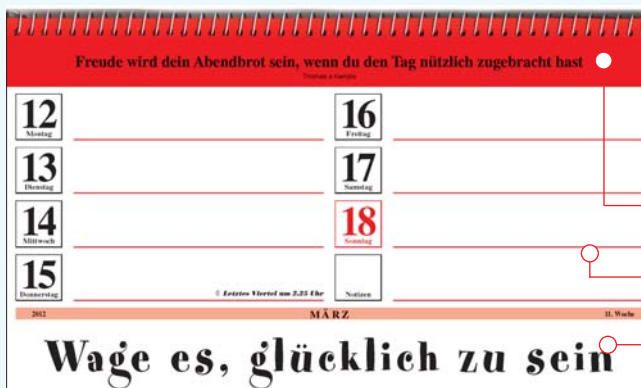 Freude wird dein Abendbrot sein, wenn du den Tag nützlich zugebracht hast
Thomas a Kempis
12
Montag
13
Dienstag
14
Mittwoch
15
Donnerstag
16
Freitag
17
Samstag
18
Sonntag
Letztes Viertel um 2.25 Uhr
Notizen
2012
MÄRZ
11. Woche
Wage es, glücklich zu sein